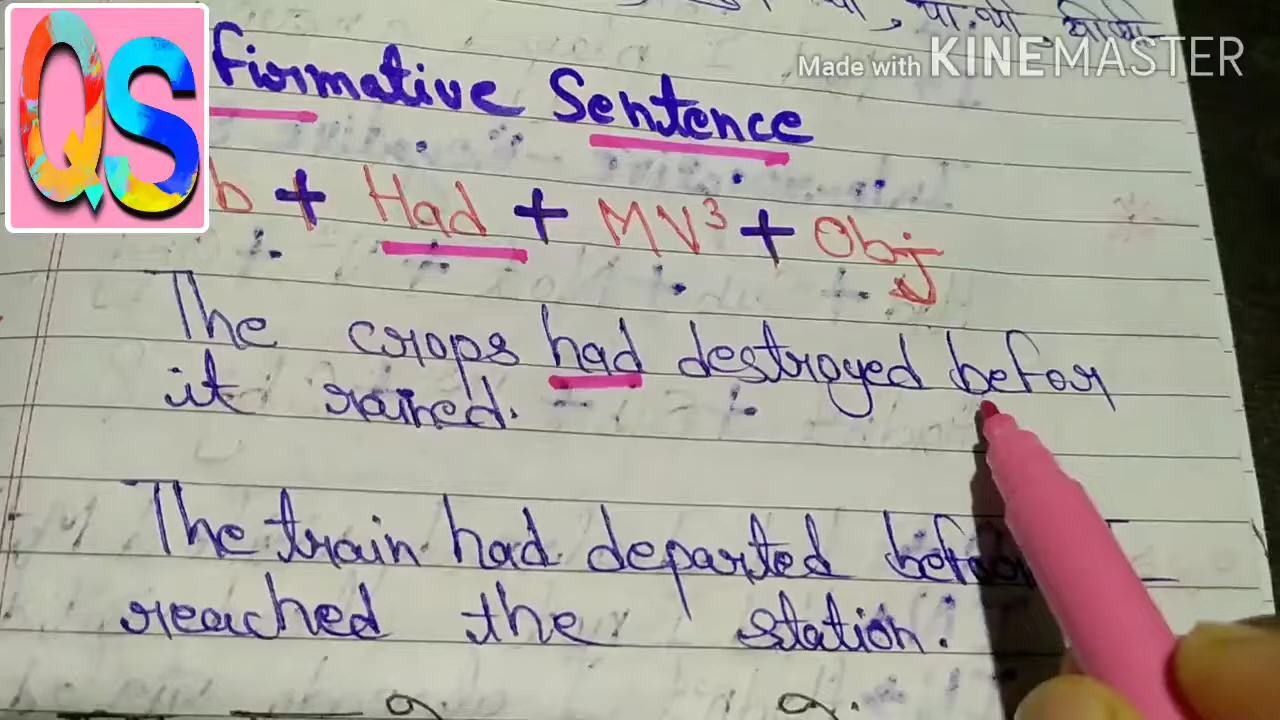 पा.
Made with KINEMASTER
QS
firmative Sentence
b + Had + MV³ + Obj
The crops had destroyed befor
it rained.
The train had departed befor I
reached the station.